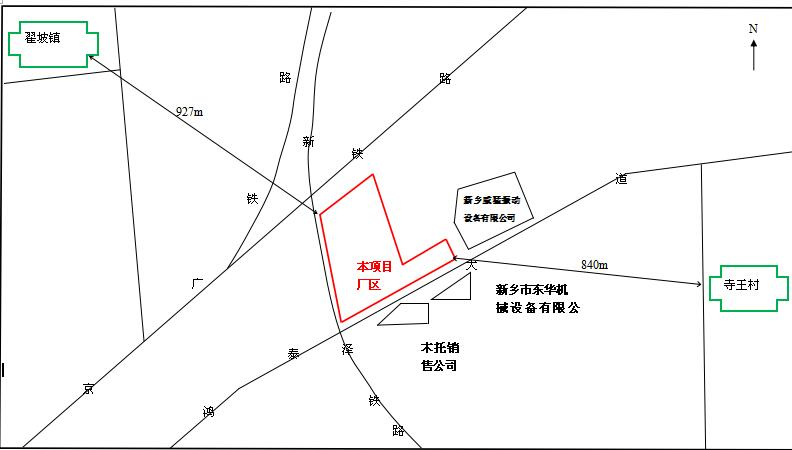 翟坡镇
N
927m
京广铁路
铁路
新泽铁路
新乡威猛振动
设备有限公司
鸿泰大道
本项目
厂区
840m
寺王村
新乡市东华机
械设备有限公
木托销
售公司